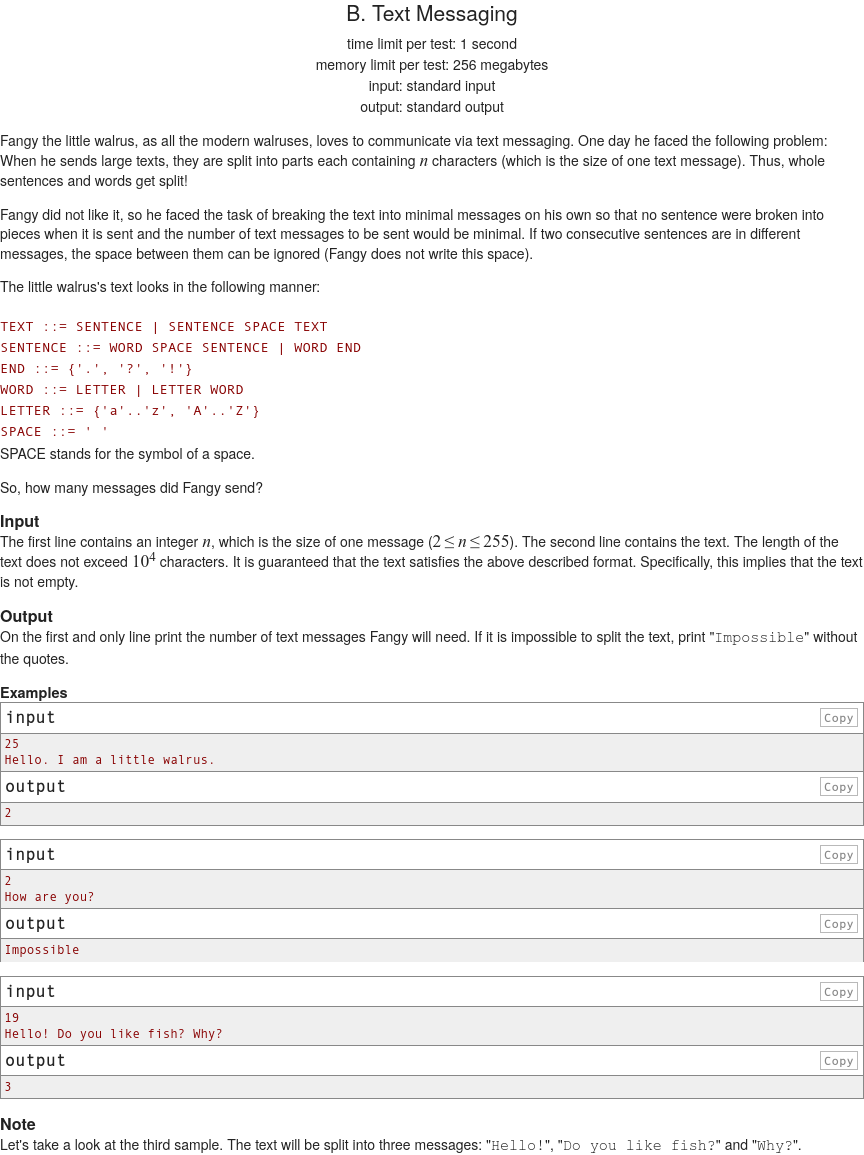 B. Text Messaging
time limit per test: 1 second
memory limit per test: 256 megabytes
input: standard input
output: standard output
Fangy the little walrus, as all the modern walruses, loves to communicate via text messaging. One day he faced the following problem:
When he sends large texts, they are split into parts each containing n characters (which is the size of one text message). Thus, whole
sentences and words get split!
Fangy did not like it, so he faced the task of breaking the text into minimal messages on his own so that no sentence were broken into
pieces when it is sent and the number of text messages to be sent would be minimal. If two consecutive sentences are in different
messages, the space between them can be ignored (Fangy does not write this space).
The little walrus's text looks in the following manner:
TEXT ::= SENTENCE | SENTENCE SPACE TEXT
SENTENCE ::= WORD SPACE SENTENCE | WORD END
END ::= {'.', '?', '!'}
WORD ::= LETTER | LETTER WORD
LETTER ::= {'a'..'z', 'A'..'Z'}
SPACE ::= ' '
SPACE stands for the symbol of a space.
So, how many messages did Fangy send?
Input
The first line contains an integer n, which is the size of one message (2 ≤ n ≤ 255). The second line contains the text. The length of the
text does not exceed 10^4 characters. It is guaranteed that the text satisfies the above described format. Specifically, this implies that the text
is not empty.
Output
On the first and only line print the number of text messages Fangy will need. If it is impossible to split the text, print "Impossible" without
the quotes.
Examples
input Copy
25
Hello. I am a little walrus.
output Copy
2
input Copy
2
How are you?
output Copy
Impossible
input Copy
19
Hello! Do you like fish? Why?
output Copy
3
Note
Let's take a look at the third sample. The text will be split into three messages: "Hello!", "Do you like fish?" and "Why?".